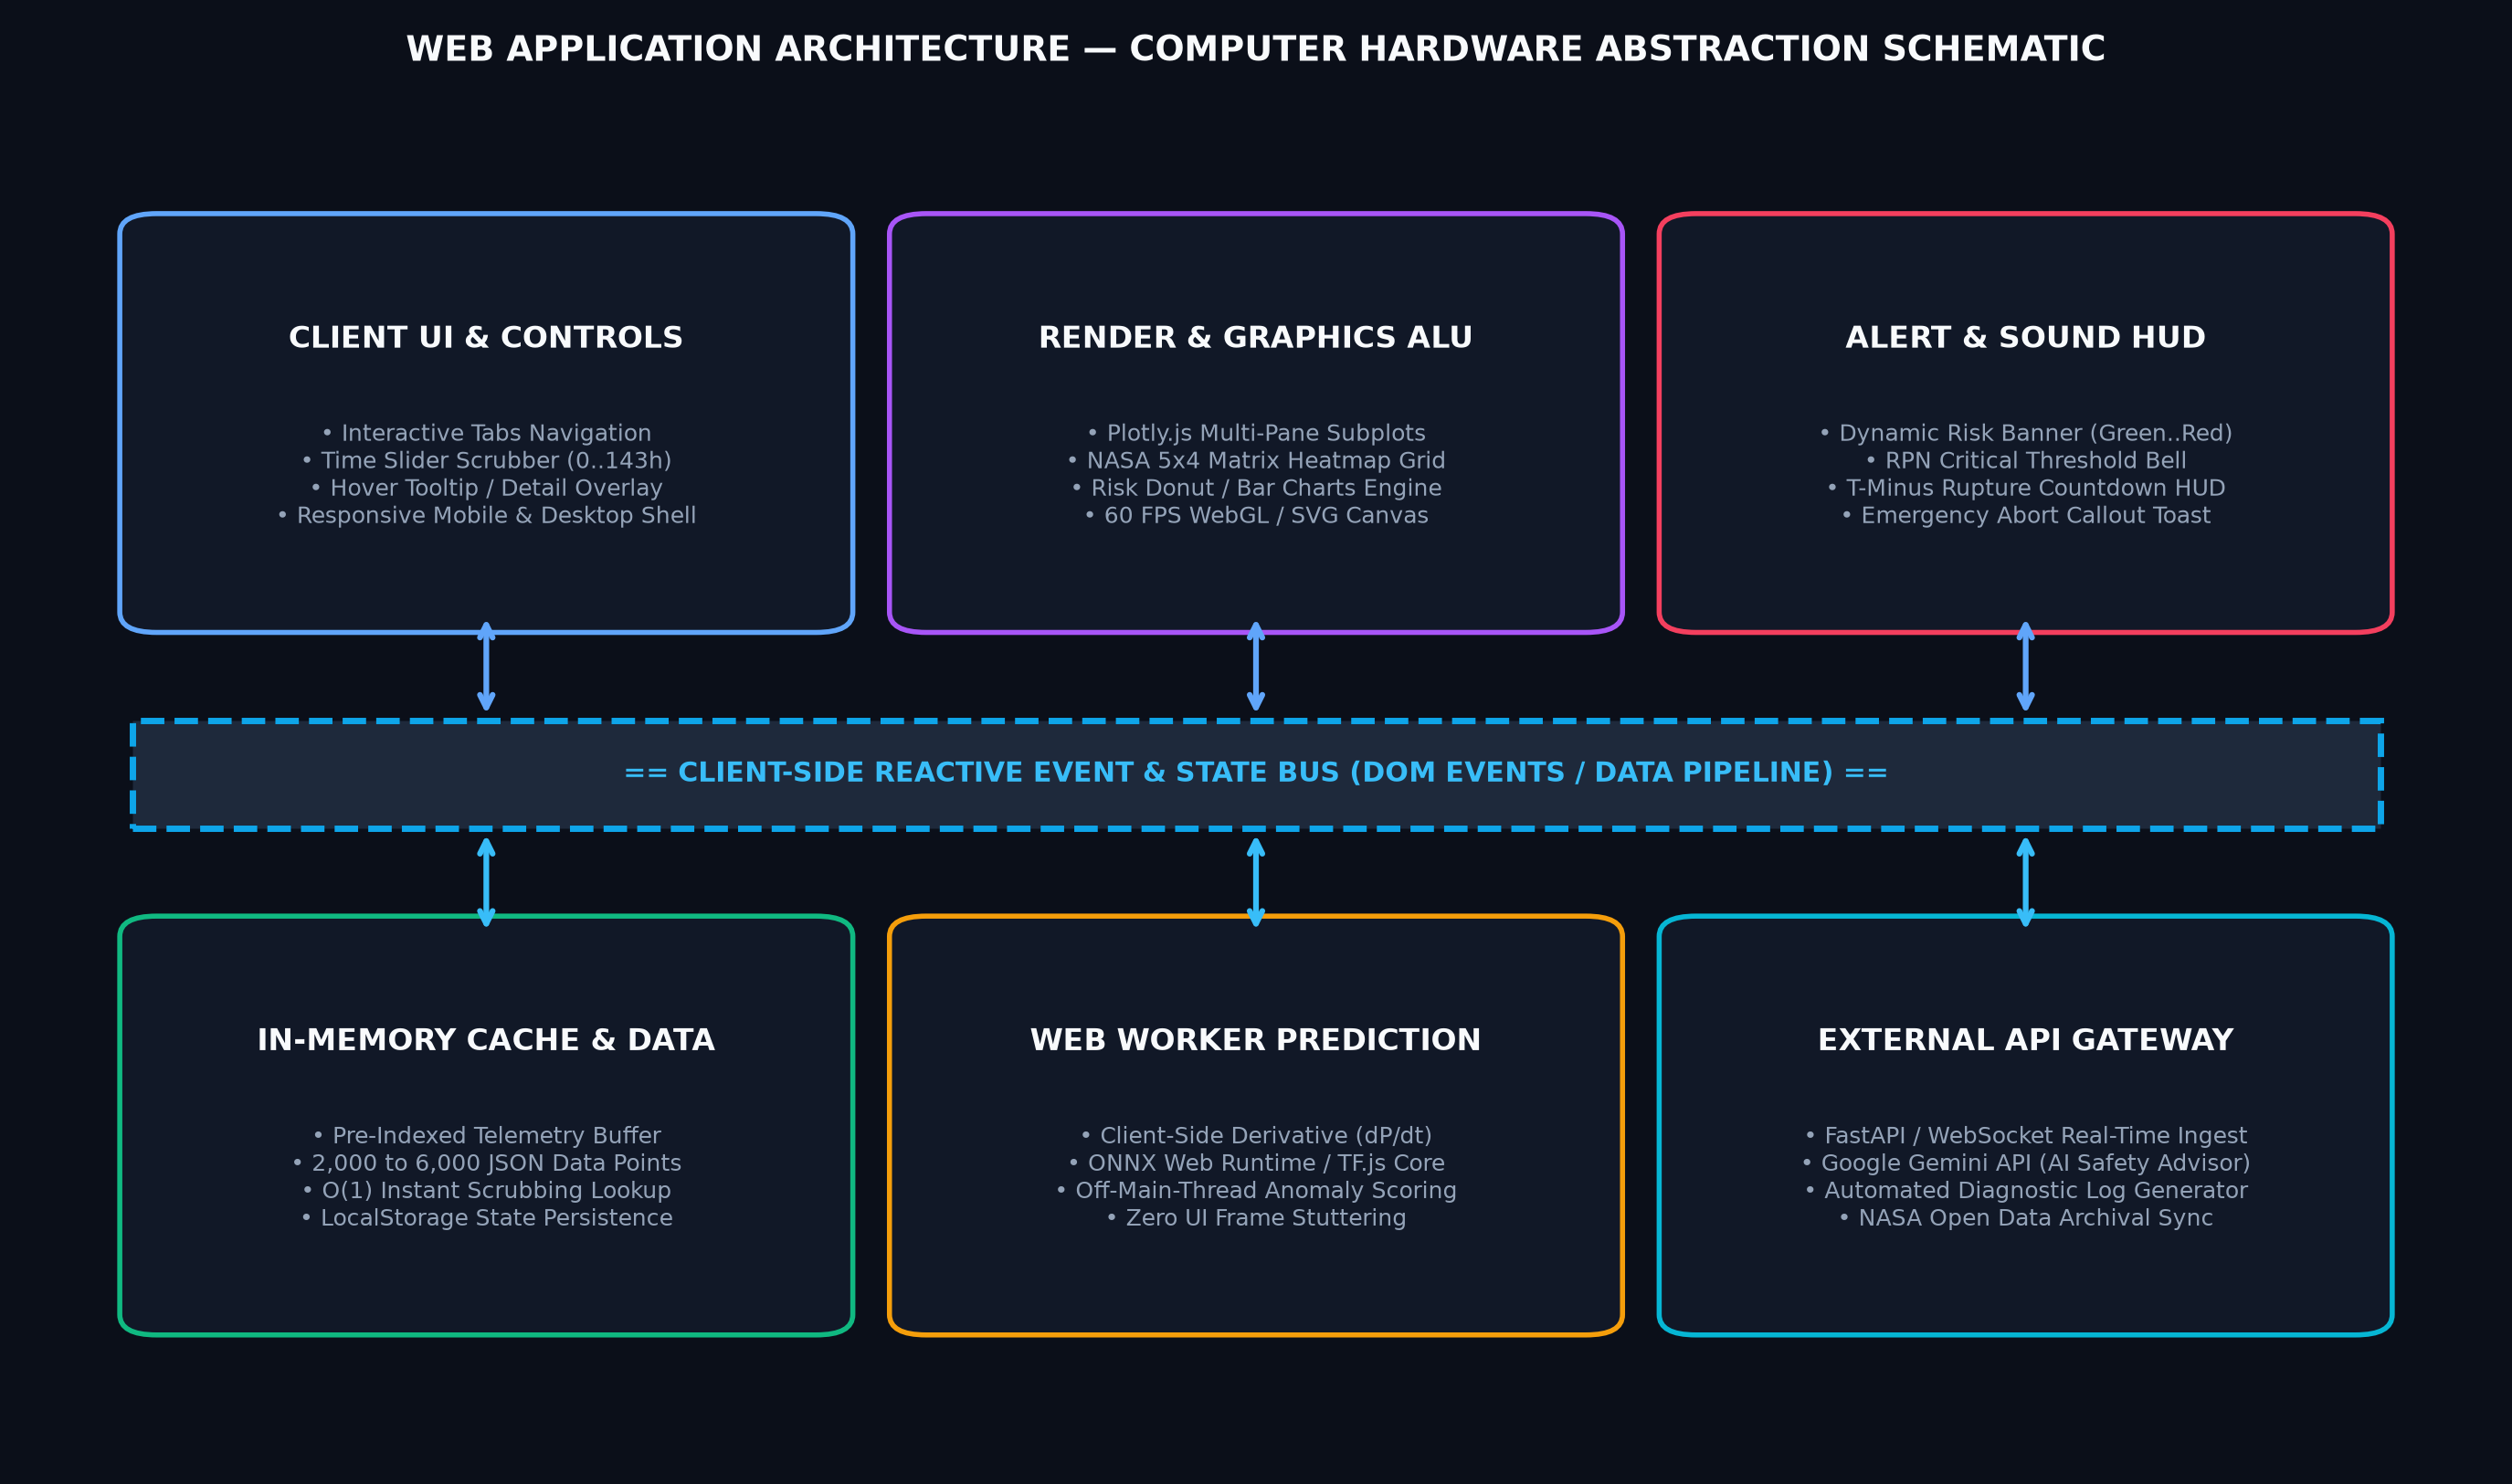 WEB APPLICATION ARCHITECTURE — COMPUTER HARDWARE ABSTRACTION SCHEMATIC
CLIENT UI & CONTROLS
• Interactive Tabs Navigation
• Time Slider Scrubber (0..143h)
• Hover Tooltip / Detail Overlay
• Responsive Mobile & Desktop Shell
RENDER & GRAPHICS ALU
• Plotly.js Multi-Pane Subplots
• NASA 5x4 Matrix Heatmap Grid
• Risk Donut / Bar Charts Engine
• 60 FPS WebGL / SVG Canvas
ALERT & SOUND HUD
• Dynamic Risk Banner (Green..Red)
• RPN Critical Threshold Bell
• T-Minus Rupture Countdown HUD
• Emergency Abort Callout Toast
== CLIENT-SIDE REACTIVE EVENT & STATE BUS (DOM EVENTS / DATA PIPELINE) ==
IN-MEMORY CACHE & DATA
• Pre-Indexed Telemetry Buffer
• 2,000 to 6,000 JSON Data Points
• O(1) Instant Scrubbing Lookup
• LocalStorage State Persistence
WEB WORKER PREDICTION
• Client-Side Derivative (dP/dt)
• ONNX Web Runtime / TF.js Core
• Off-Main-Thread Anomaly Scoring
• Zero UI Frame Stuttering
EXTERNAL API GATEWAY
• FastAPI / WebSocket Real-Time Ingest
• Google Gemini API (AI Safety Advisor)
• Automated Diagnostic Log Generator
• NASA Open Data Archival Sync